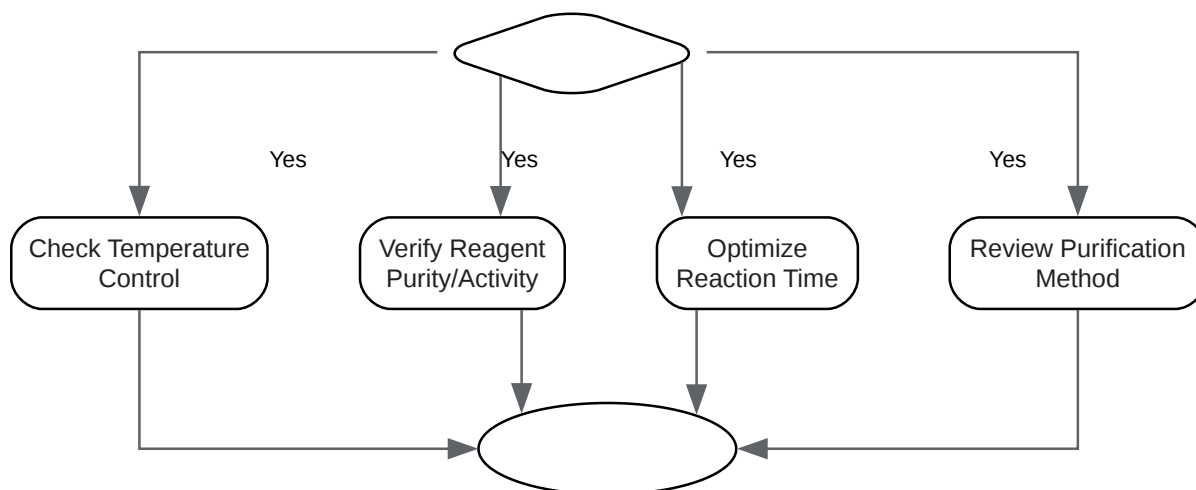 Yes
Yes
Yes
Yes
Check Temperature
Control
Verify Reagent
Purity/Activity
Optimize
Reaction Time
Review Purification
Method